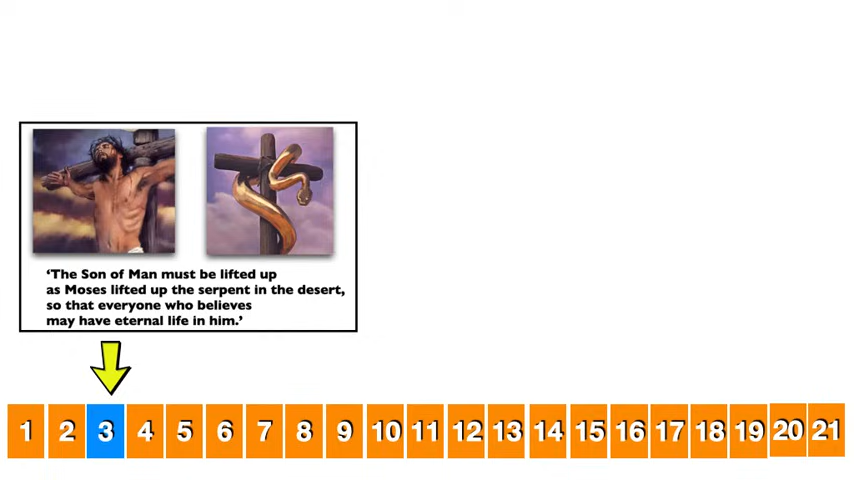 ‘The Son of Man must be lifted up
as Moses lifted up the serpent in the desert,
so that everyone who believes
may have eternal life in him.’
1 2 3 4 5 6 7 8 9 10 11 12 13 14 15 16 17 18 19 20 21